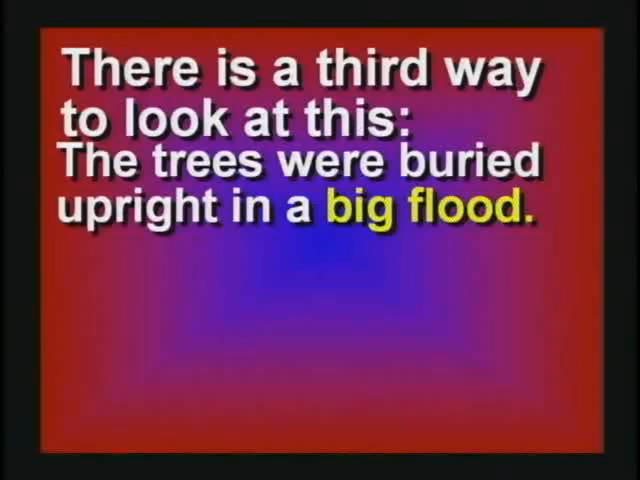 There is a third way
to look at this:
The trees were buried
upright in a big flood.